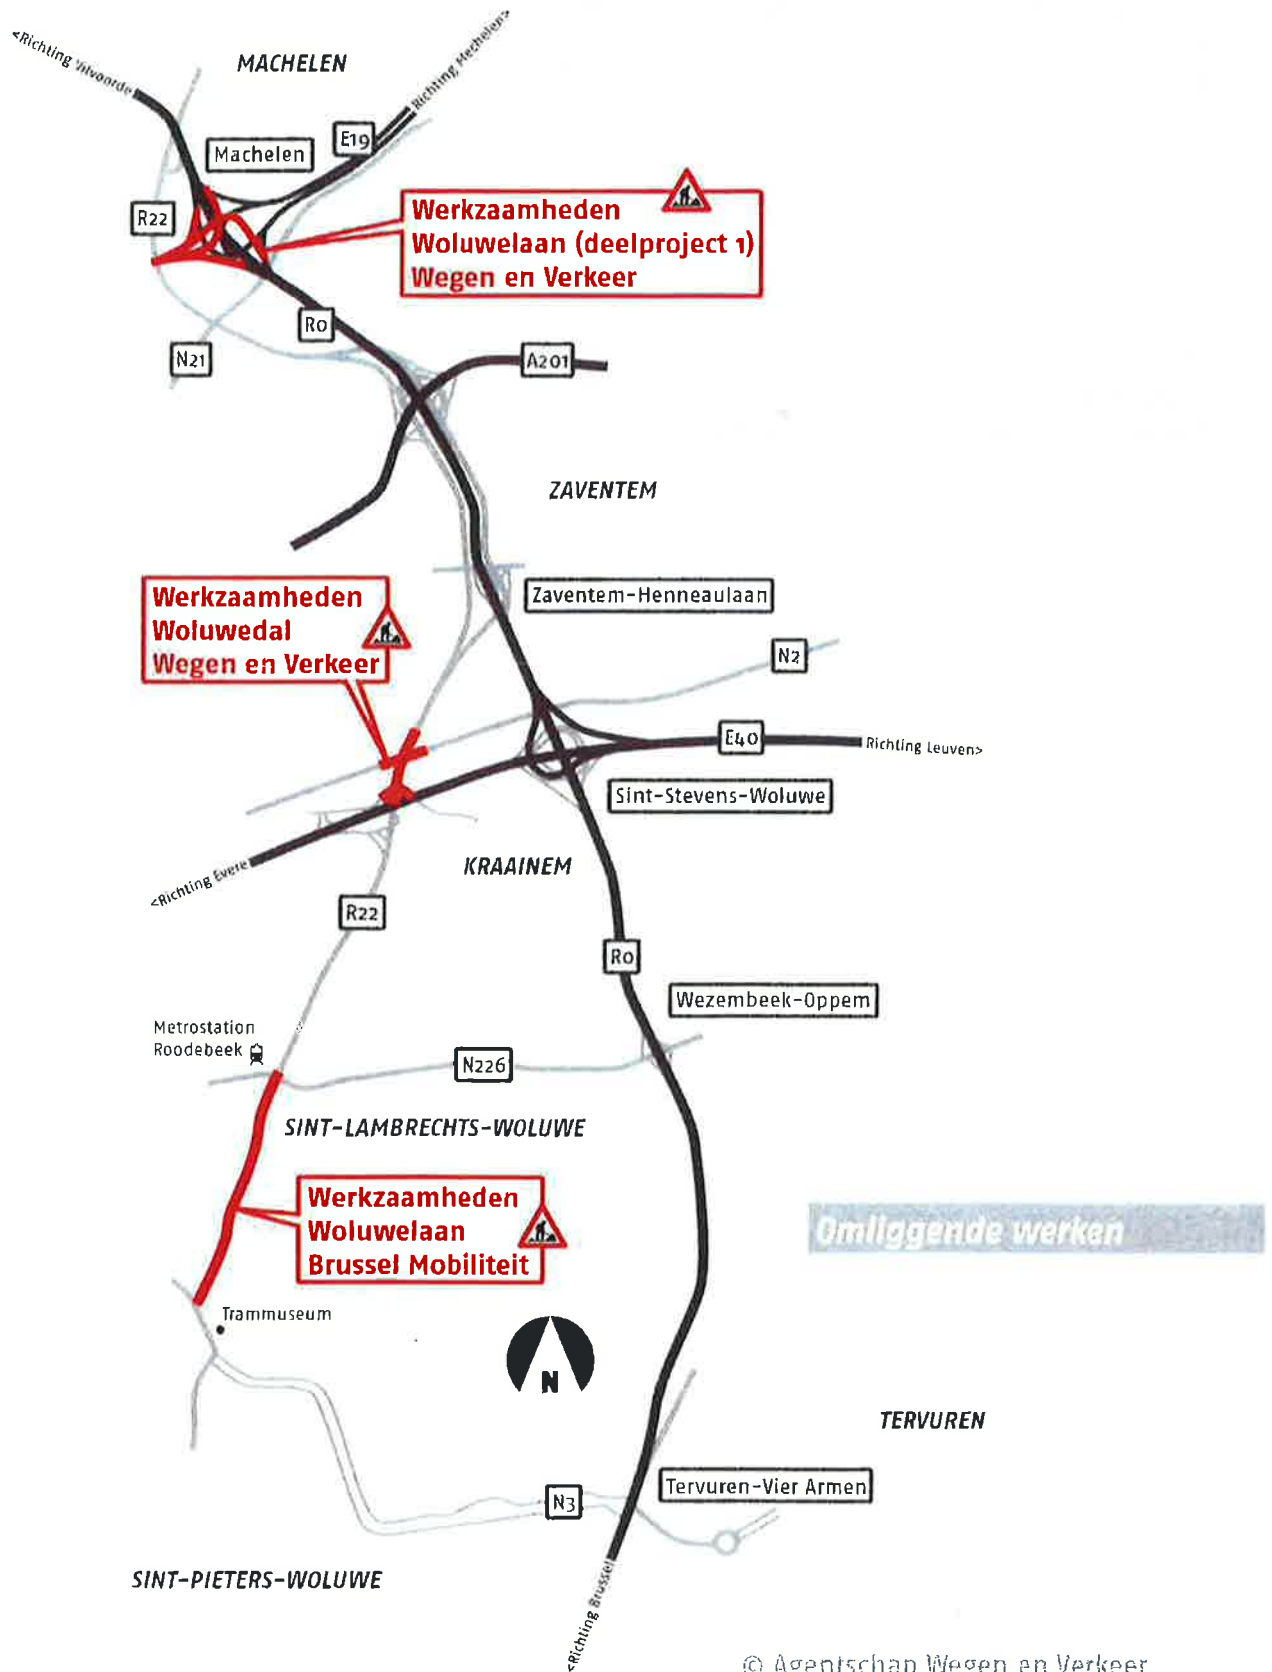 <Richting Vilvoorde
MACHELEN
Richting Mechelen>
E19
Machelen
R22
Werkzaamheden
Woluwelaan (deelproject 1)
Wegen en Verkeer
R0
N21
A201
ZAVENTEM
Werkzaamheden
Woluwedal
Wegen en Verkeer
Zaventem-Henneaulaan
N2
E40
Richting Leuven>
Sint-Stevens-Woluwe
<Richting Evere
KRAAINEM
R22
R0
Wezembeek-Oppem
Metrostation
Roodebeek
N226
SINT-LAMBRECHTS-WOLUWE
Werkzaamheden
Woluwelaan
Brussel Mobiliteit
Omliggende werken
Trammuseum
N
TERVUREN
Tervuren-Vier Armen
N3
SINT-PIETERS-WOLUWE
<Richting Brussel
© Agentschap Wegen en Verkeer